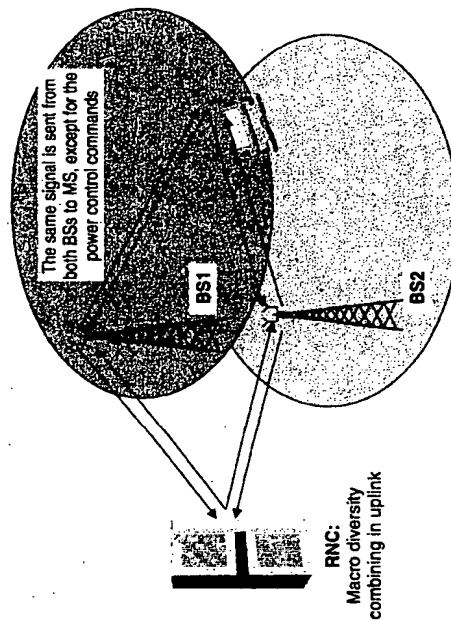 The same signal is sent from
both BSs to MS, except for the
power control commands
BS1
BS2
RNC:
Macro diversity
combining in uplink